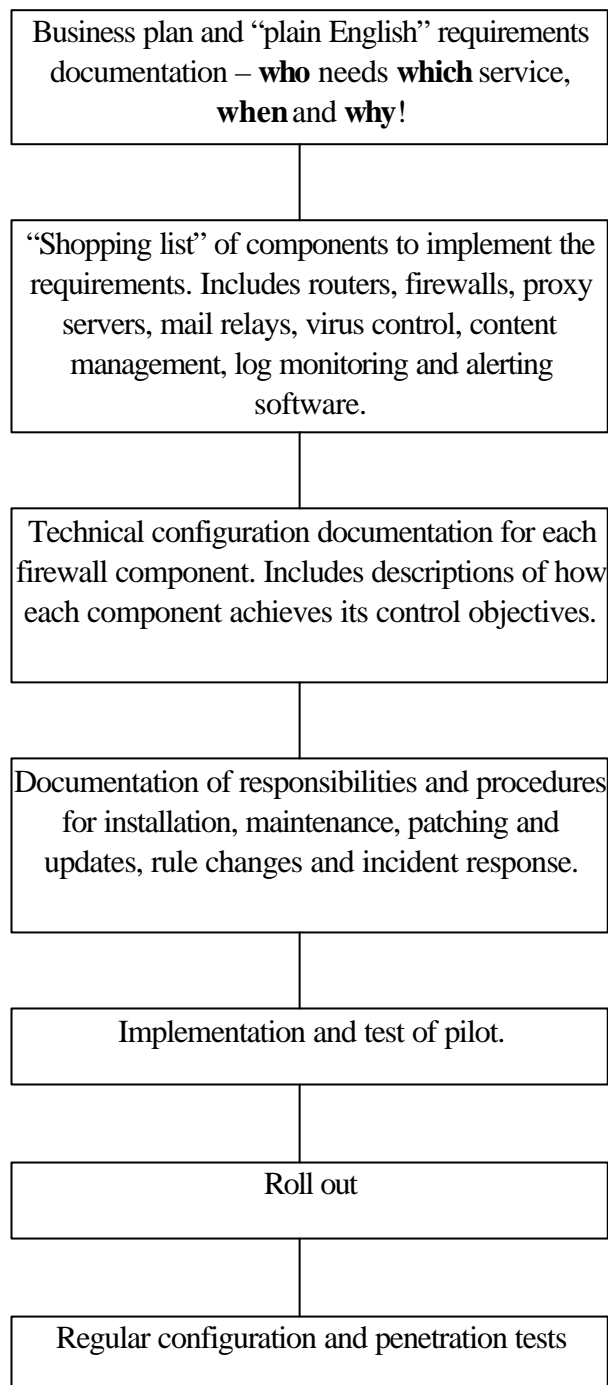 Business plan and “plain English” requirements
documentation – who needs which service,
when and why!
“Shopping list” of components to implement the
requirements. Includes routers, firewalls, proxy
servers, mail relays, virus control, content
management, log monitoring and alerting
software.
Technical configuration documentation for each
firewall component. Includes descriptions of how
each component achieves its control objectives.
Documentation of responsibilities and procedures
for installation, maintenance, patching and
updates, rule changes and incident response.
Implementation and test of pilot.
Roll out
Regular configuration and penetration tests